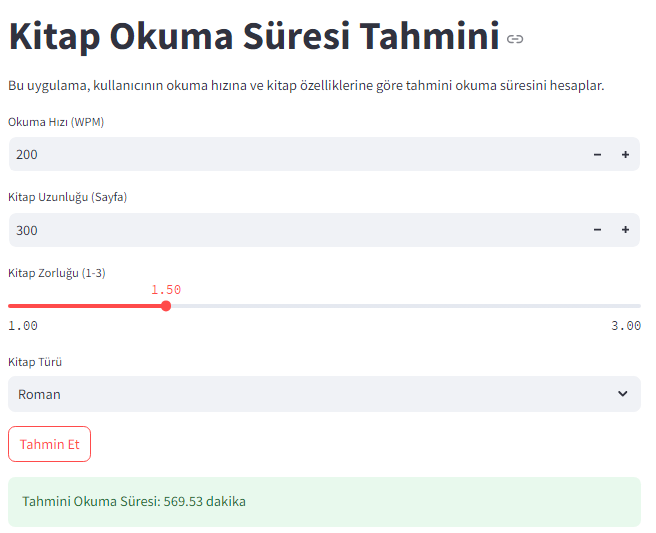 Kitap Okuma Süresi Tahmini
Bu uygulama, kullanıcının okuma hızına ve kitap özelliklerine göre tahmini okuma süresini hesaplar.
Okuma Hızı (WPM)
200
Kitap Uzunluğu (Sayfa)
300
Kitap Zorluğu (1-3)
1.50
1.00 3.00
Kitap Türü
Roman
Tahmin Et
Tahmini Okuma Süresi: 569.53 dakika